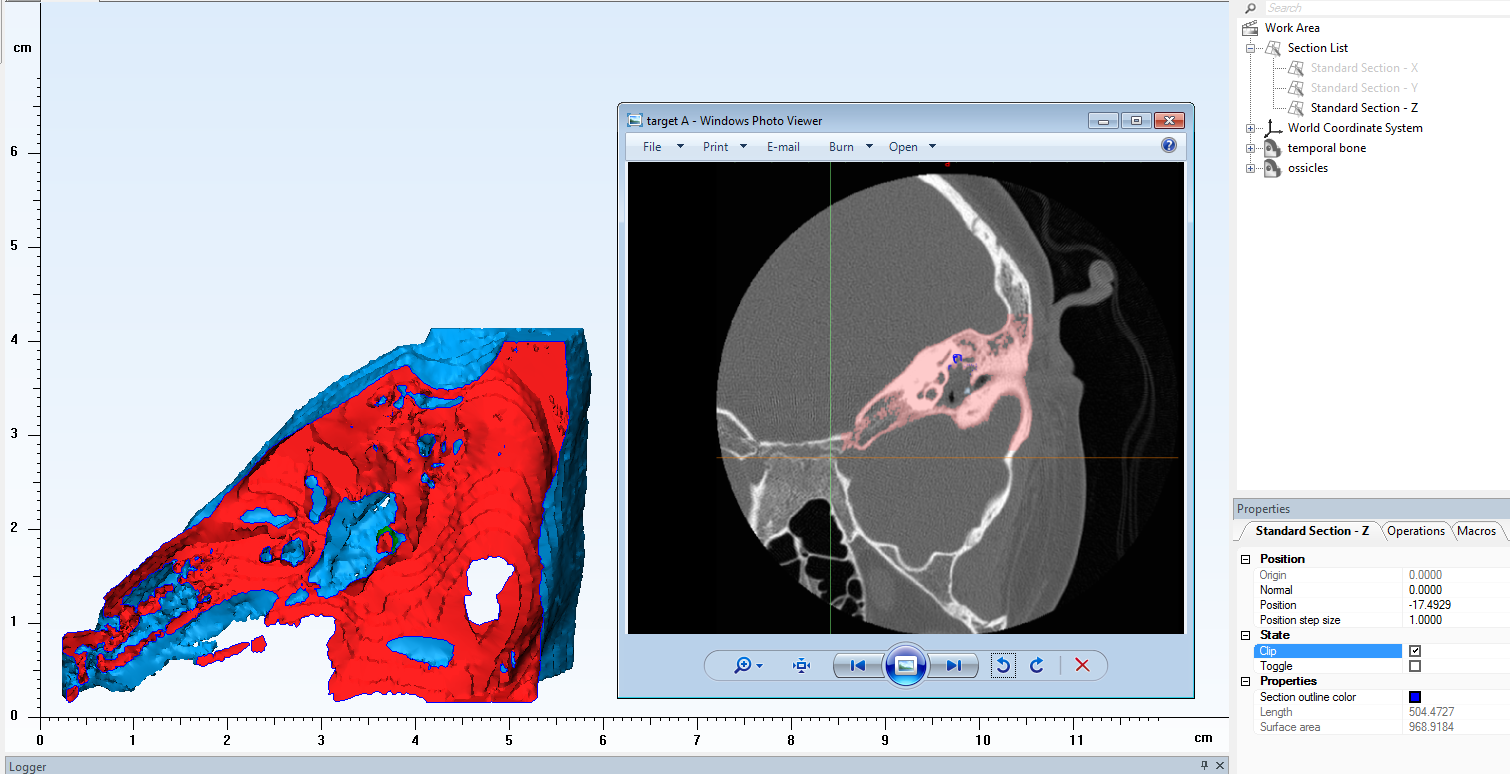 cm
6
5
4
3
2
1
0
0 1 2 3 4 5 6 7 8 9 10 11 cm
Logger
target A - Windows Photo Viewer
File Print E-mail Burn Open
Search
Work Area
Section List
Standard Section - X
Standard Section - Y
Standard Section - Z
World Coordinate System
temporal bone
ossicles
Properties
Standard Section - Z Operations Macros
Position
Origin 0.0000
Normal 0.0000
Position -17.4929
Position step size 1.0000
State
Clip
Toggle
Properties
Section outline color
Length 504.4727
Surface area 968.9184